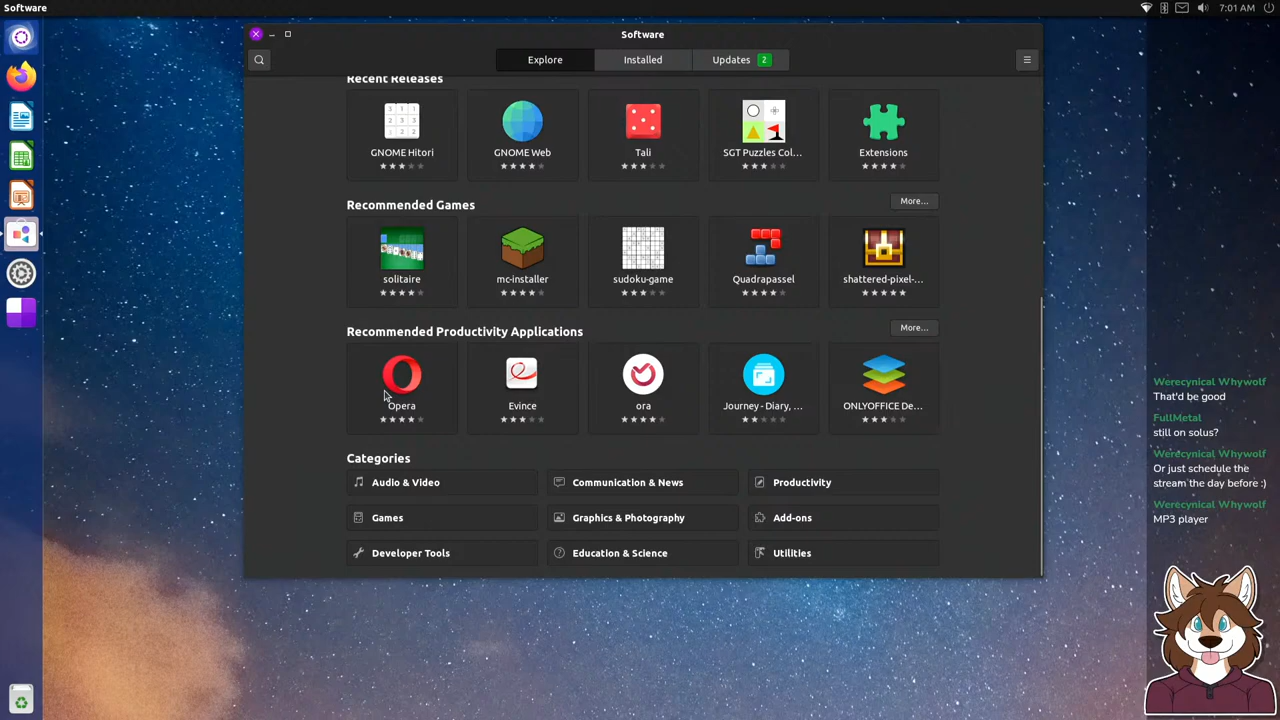 Software
7:01 AM
Software
Explore
Installed
Updates 2
Recent Releases
GNOME Hitori
GNOME Web
Tali
SGT Puzzles Col...
Extensions
Recommended Games
More...
solitaire
mc-installer
sudoku-game
Quadrapassel
shattered-pixel-...
Recommended Productivity Applications
More...
Opera
Evince
ora
Journey - Diary, ...
ONLYOFFICE De...
Categories
Audio & Video
Communication & News
Productivity
Games
Graphics & Photography
Add-ons
Developer Tools
Education & Science
Utilities
Werecynical Whywolf
That'd be good
FullMetal
still on solus?
Werecynical Whywolf
Or just schedule the
stream the day before :)
Werecynical Whywolf
MP3 player